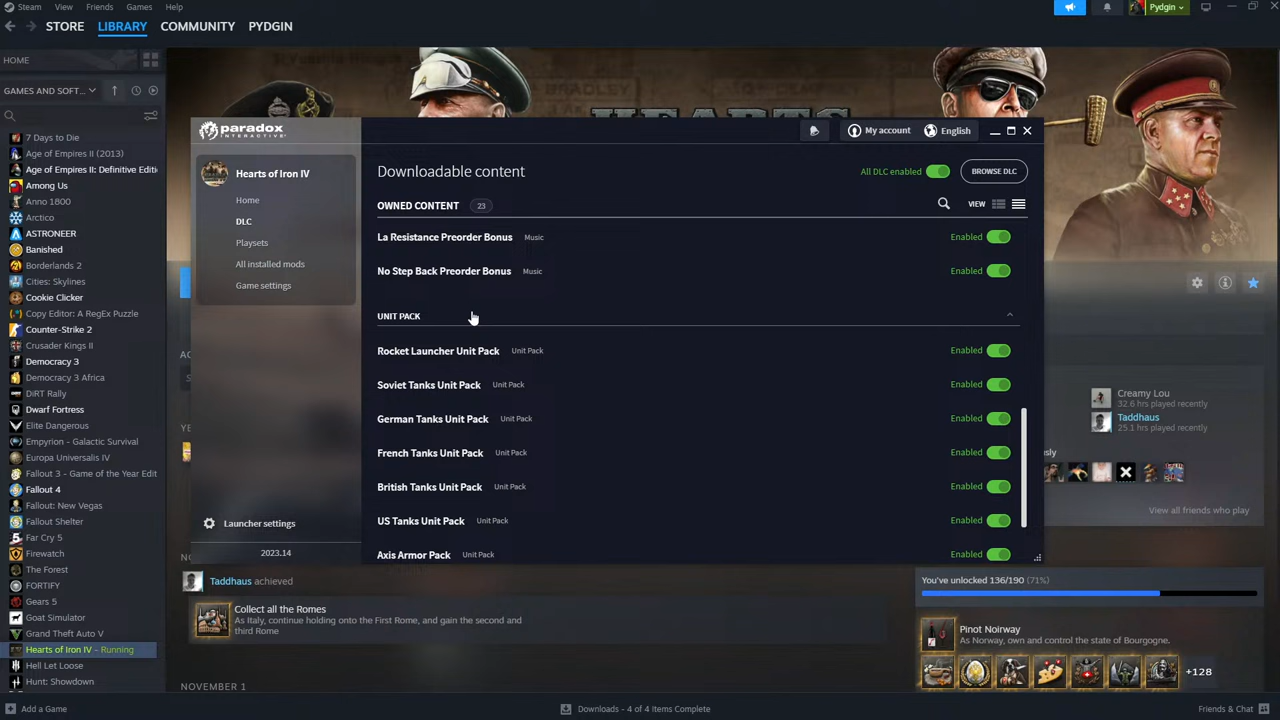 Steam View Friends Games Help
Pydgin
STORE LIBRARY COMMUNITY PYDGIN
HOME
GAMES AND SOFT...
7 Days to Die
Age of Empires II (2013)
Age of Empires II: Definitive Editi
Among Us
Anno 1800
Arctico
ASTRONEER
Banished
Borderlands 2
Cities: Skylines
Cookie Clicker
Copy Editor: A RegEx Puzzle
Counter-Strike 2
Crusader Kings II
Democracy 3
Democracy 3 Africa
DiRT Rally
Dwarf Fortress
Elite Dangerous
Empyrion - Galactic Survival
Europa Universalis IV
Fallout 3 - Game of the Year Edit
Fallout 4
Fallout: New Vegas
Fallout Shelter
Far Cry 5
Firewatch
The Forest
FORTIFY
Gears 5
Goat Simulator
Grand Theft Auto V
Hearts of Iron IV - Running
Hell Let Loose
Hunt: Showdown
HEARTS
paradox
INTERACTIVE
My account English
Hearts of Iron IV
Home
DLC
Playsets
All installed mods
Game settings
Launcher settings
2023.14
Downloadable content
All DLC enabled BROWSE DLC
OWNED CONTENT 23
VIEW
La Resistance Preorder Bonus Music Enabled
No Step Back Preorder Bonus Music Enabled
UNIT PACK
Rocket Launcher Unit Pack Unit Pack Enabled
Soviet Tanks Unit Pack Unit Pack Enabled
German Tanks Unit Pack Unit Pack Enabled
French Tanks Unit Pack Unit Pack Enabled
British Tanks Unit Pack Unit Pack Enabled
US Tanks Unit Pack Unit Pack Enabled
Axis Armor Pack Unit Pack Enabled
Creamy Lou
32.6 hrs played recently
Taddhaus
25.1 hrs played recently
View all friends who play
Taddhaus achieved
Collect all the Romes
As Italy, continue holding onto the First Rome, and gain the second and
third Rome
NOVEMBER 1
You've unlocked 136/190 (71%)
Pinot Noirway
As Norway, own and control the state of Bourgogne.
+128
Add a Game
Downloads - 4 of 4 Items Complete
Friends & Chat